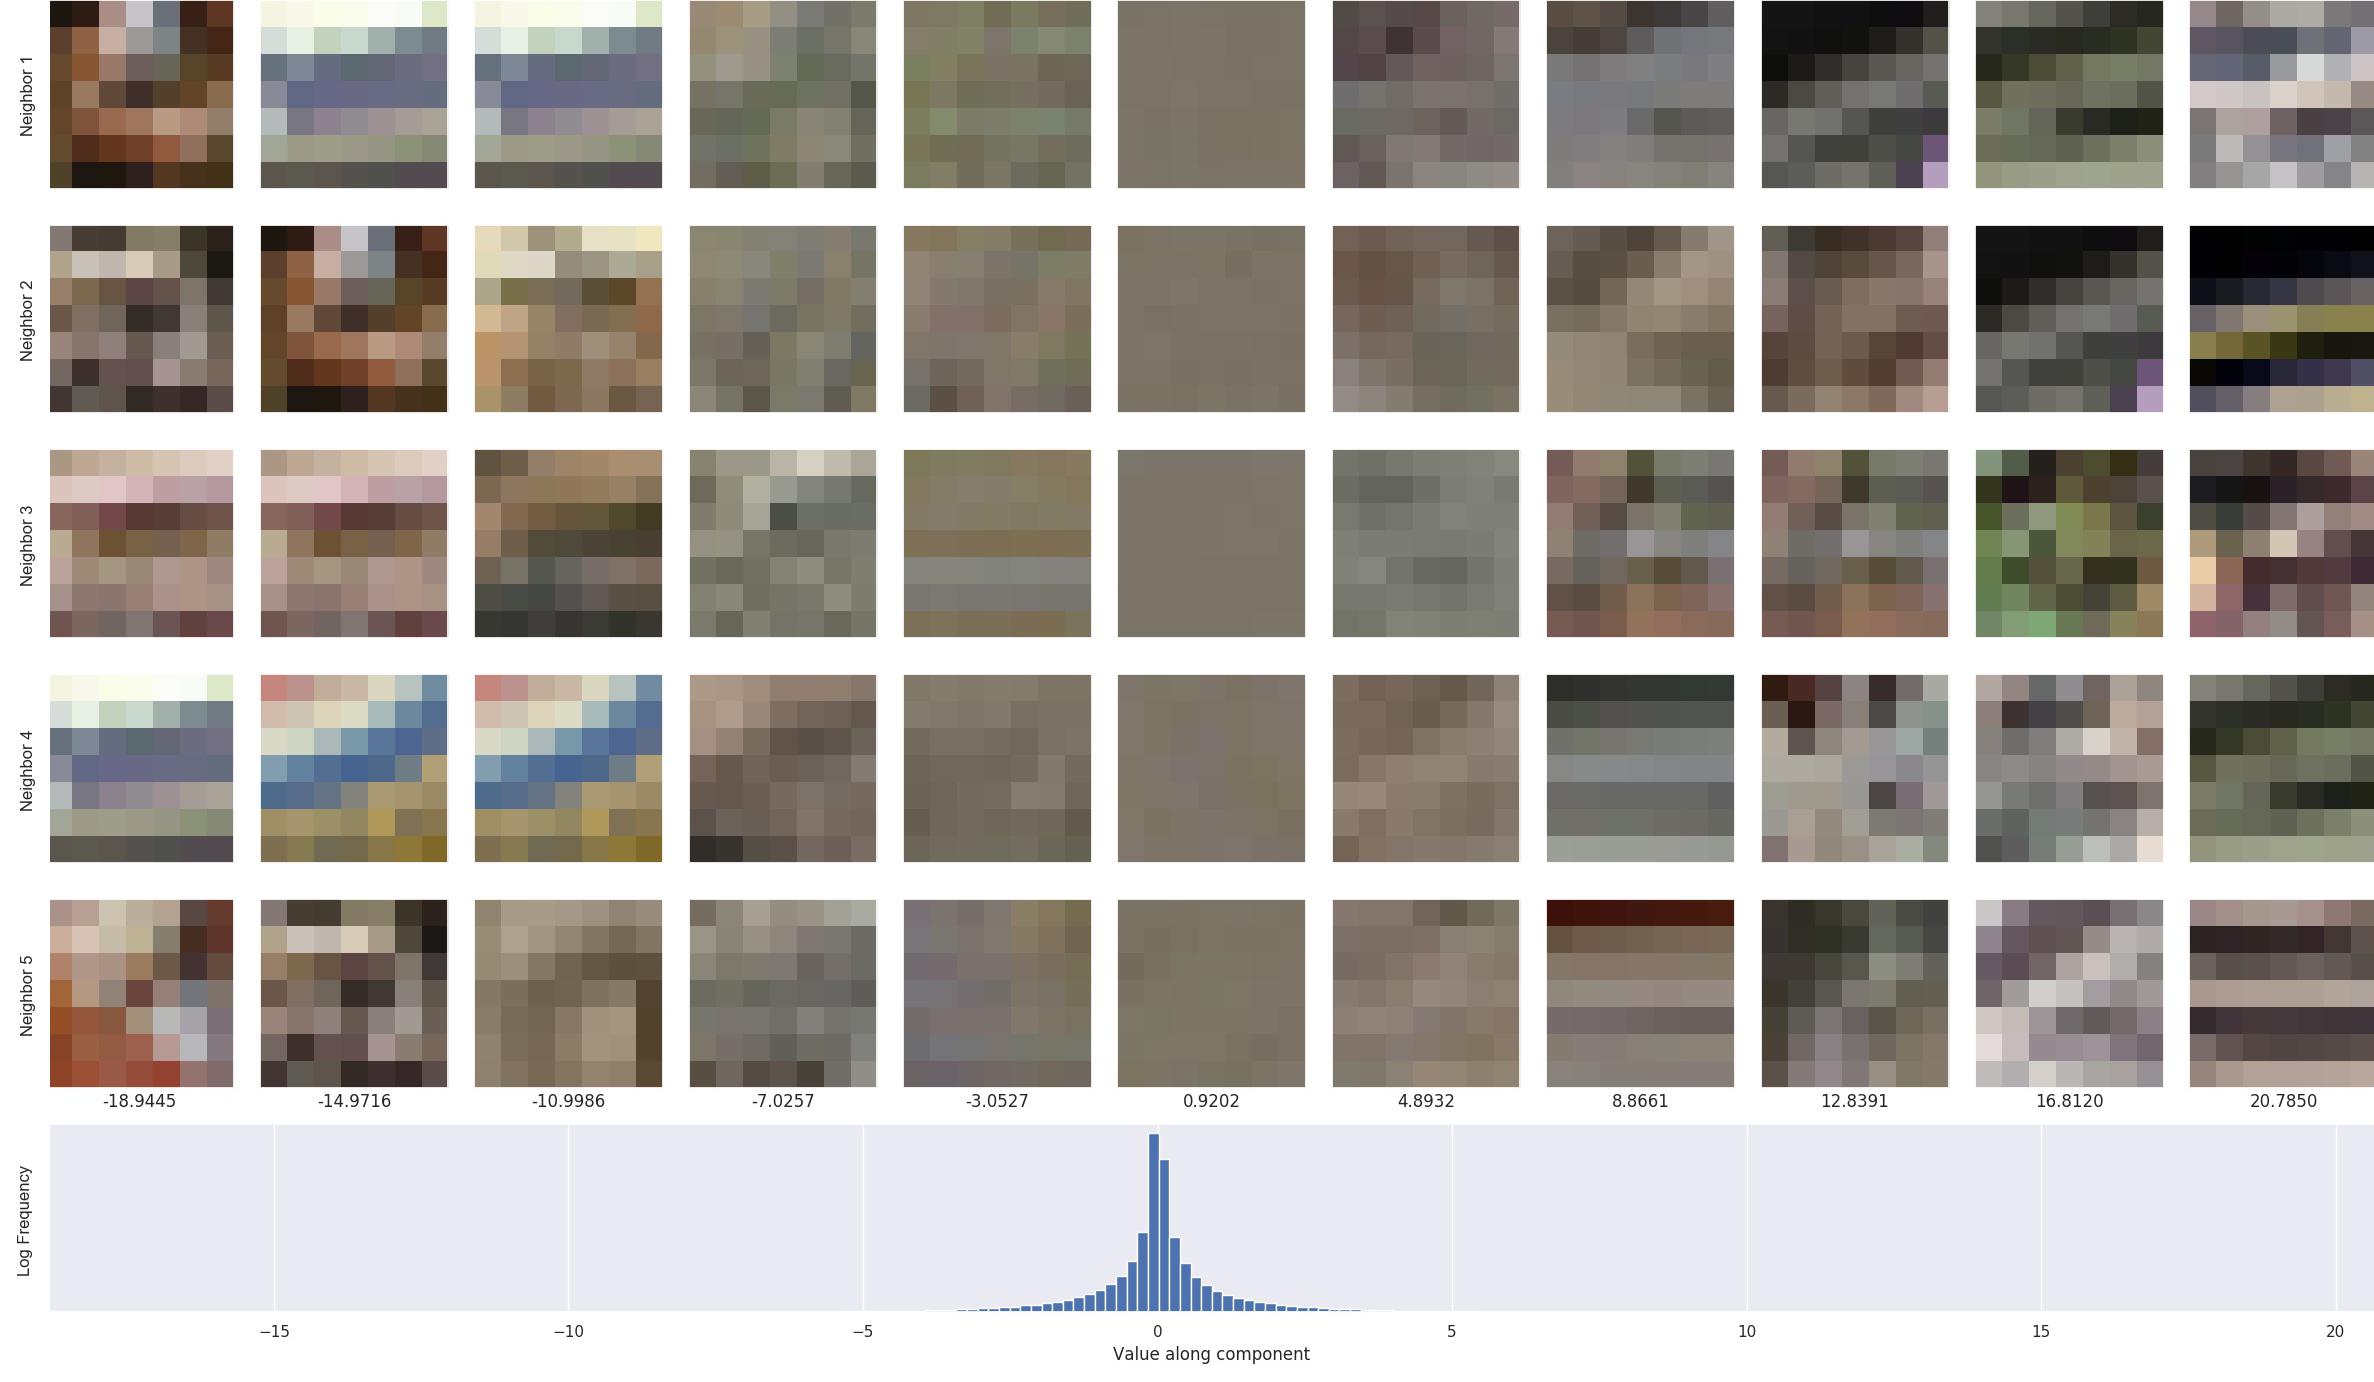 Neighbor 1
Neighbor 2
Neighbor 3
Neighbor 4
Neighbor 5
-18.9445 -14.9716 -10.9986 -7.0257 -3.0527 0.9202 4.8932 8.8661 12.8391 16.8120 20.7850
Log Frequency
−15 −10 −5 0 5 10 15 20
Value along component